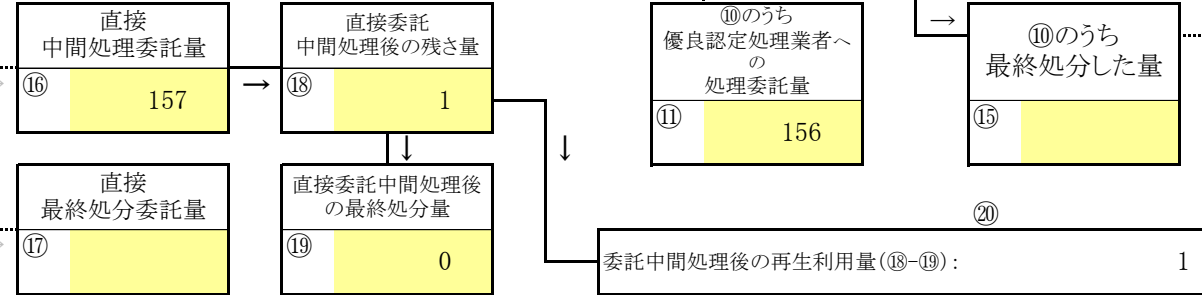 直接
中間処理委託量
⑯
157
→
直接委託
中間処理後の残さ量
⑱
1
⑩のうち
優良認定処理業者へ
の
処理委託量
⑪
156
→
⑩のうち
最終処分した量
⑮
↓
↓
直接
最終処分委託量
⑰
直接委託中間処理後
の最終処分量
⑲
0
⑳
委託中間処理後の再生利用量(⑱-⑲)：
1